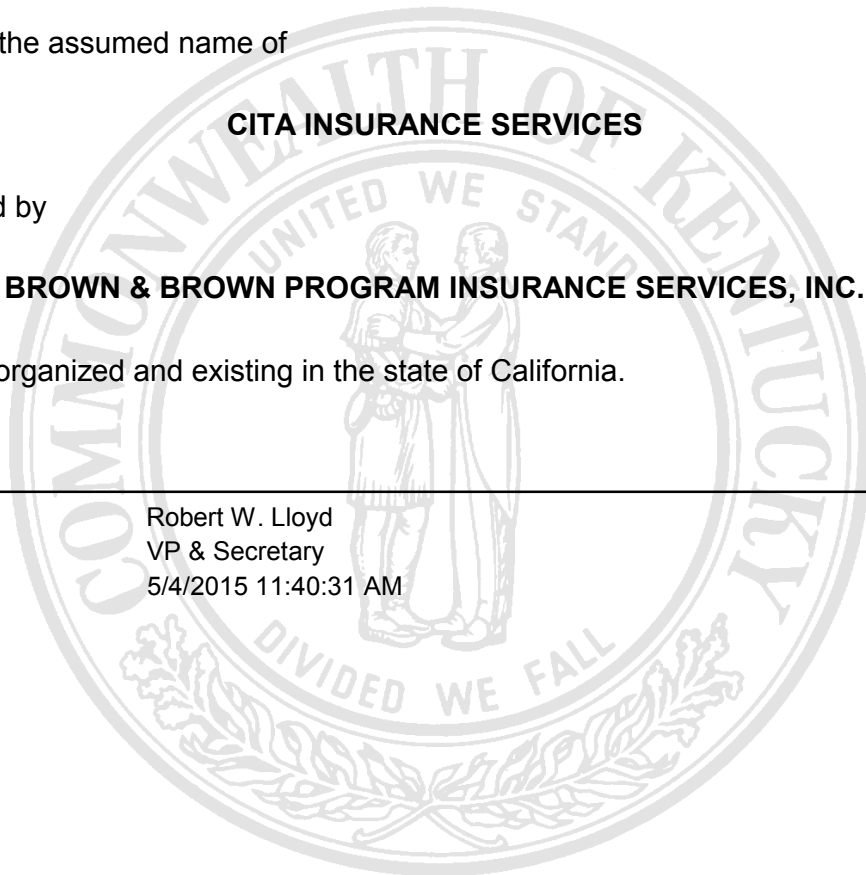 the assumed name of
CITA INSURANCE SERVICES
d by
BROWN & BROWN PROGRAM INSURANCE SERVICES, INC.
organized and existing in the state of California.
Robert W. Lloyd
VP & Secretary
5/4/2015 11:40:31 AM
COMMONWEALTH OF KENTUCKY
UNITED WE STAND
DIVIDED WE FALL